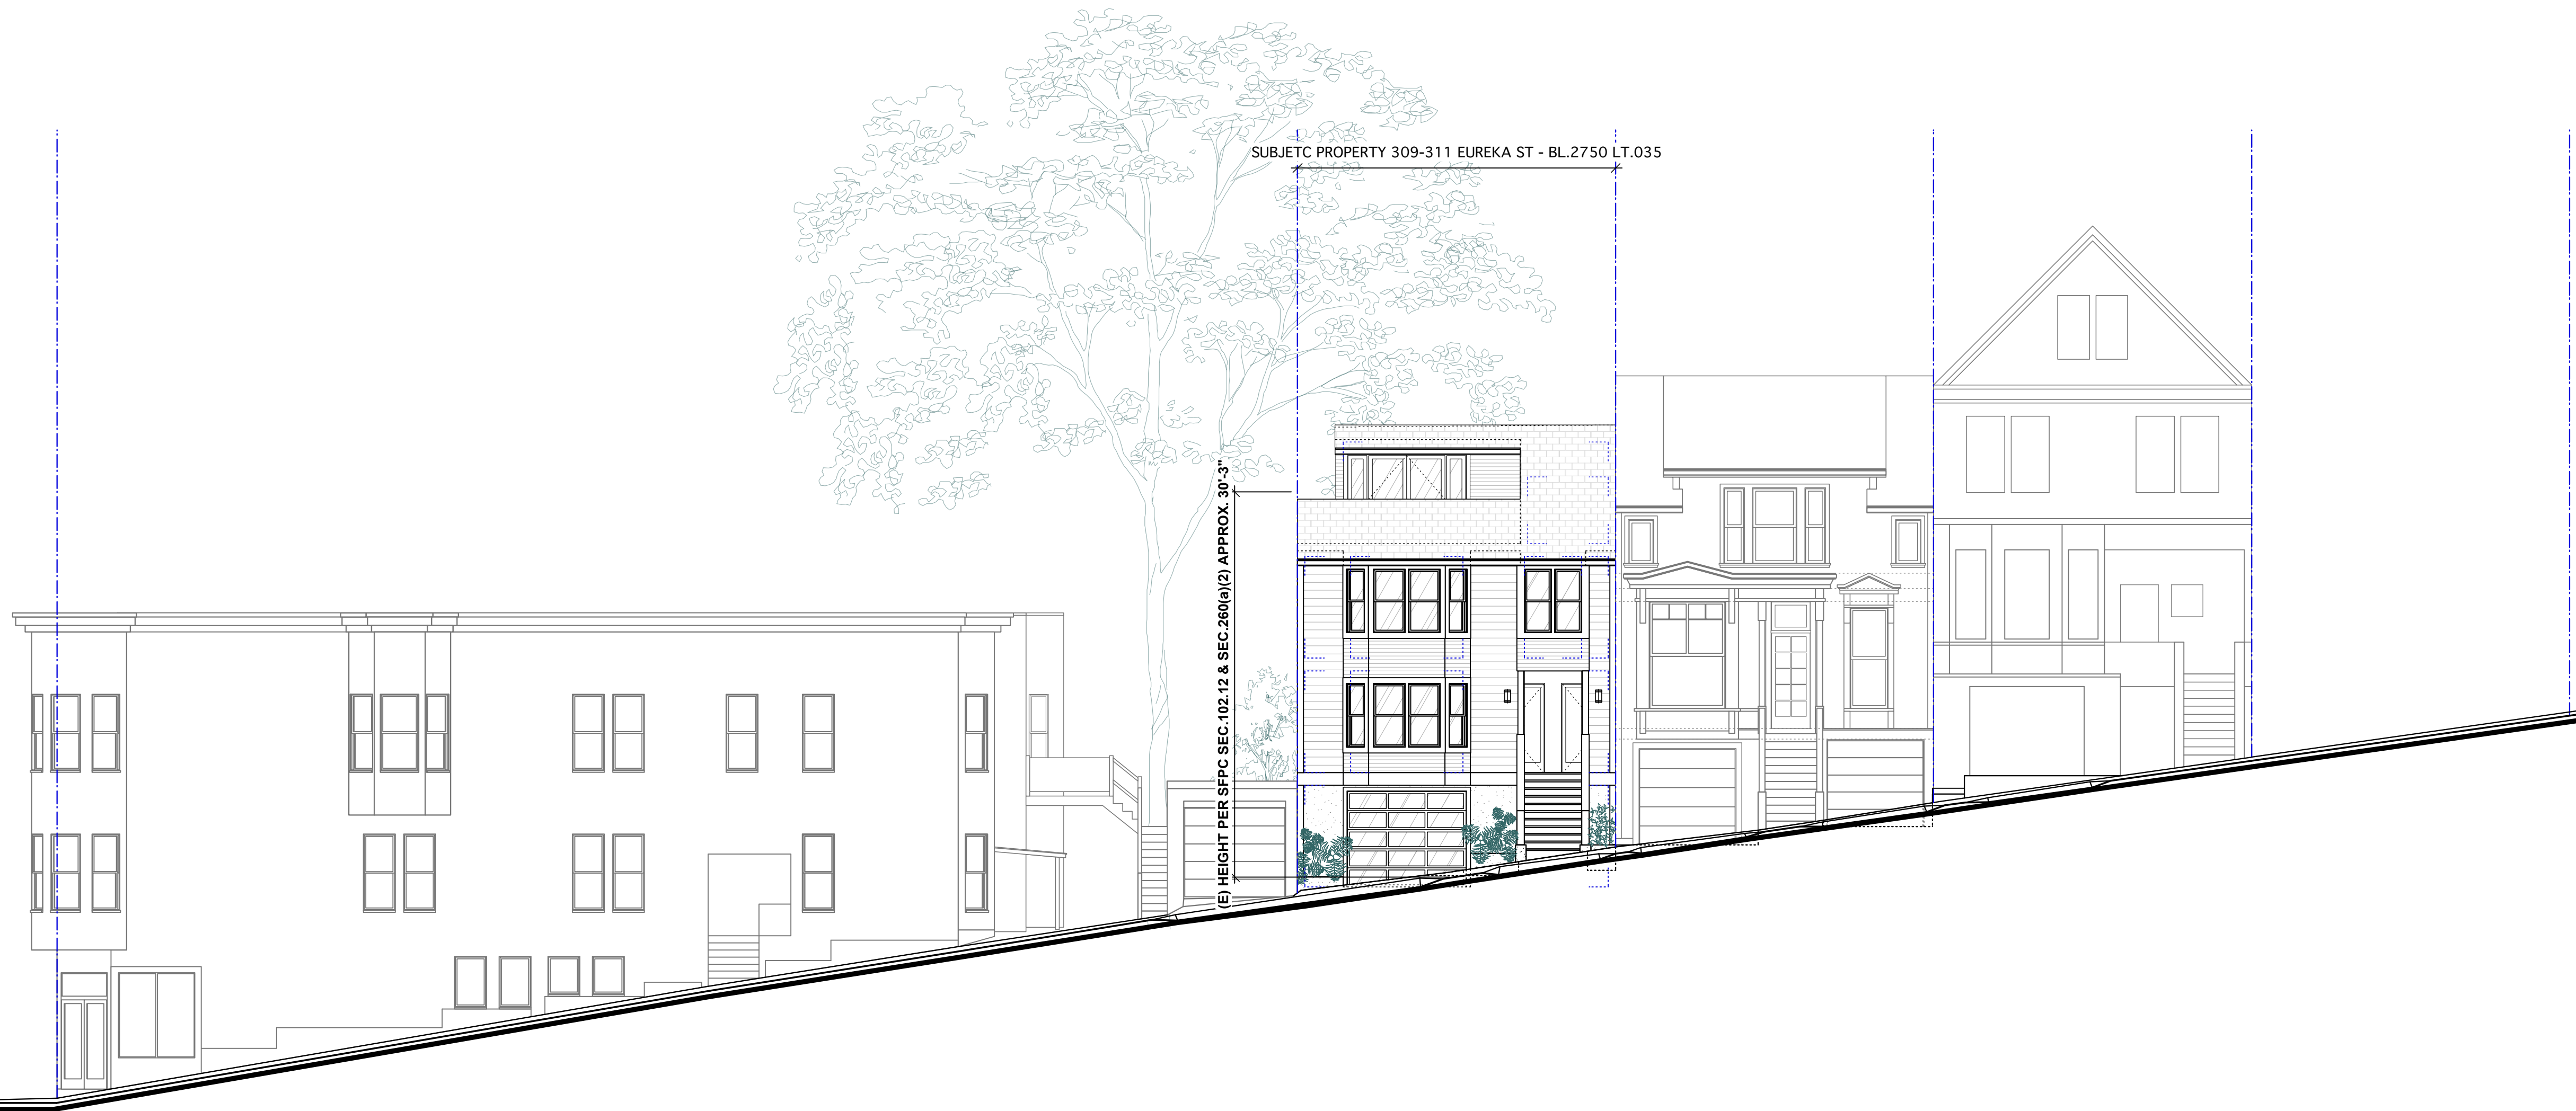 SUBJETC PROPERTY 309-311 EUREKA ST - BL.2750 LT.035
(E) HEIGHT PER SFPC SEC.102.12 & SEC.260(a)(2) APPROX. 30'-3"